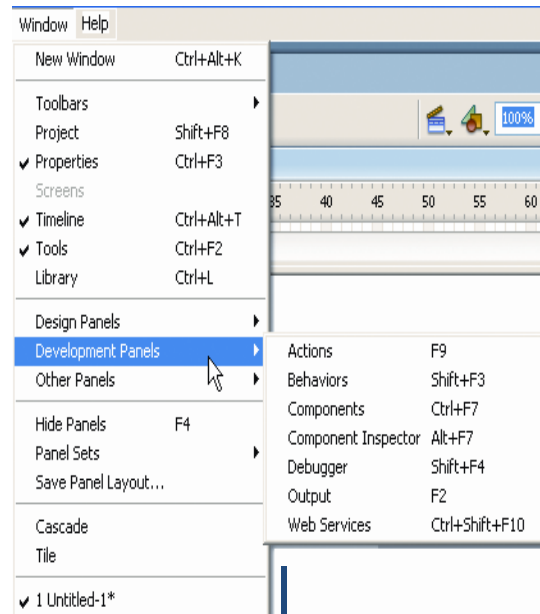 Window Help
New Window Ctrl+Alt+K
Toolbars
Project Shift+F8
Properties Ctrl+F3
Screens
Timeline Ctrl+Alt+T
Tools Ctrl+F2
Library Ctrl+L
Design Panels
Development Panels
Other Panels
Hide Panels F4
Panel Sets
Save Panel Layout...
Cascade
Tile
1 Untitled-1*
100%
35 40 45 50 55 60
Actions F9
Behaviors Shift+F3
Components Ctrl+F7
Component Inspector Alt+F7
Debugger Shift+F4
Output F2
Web Services Ctrl+Shift+F10